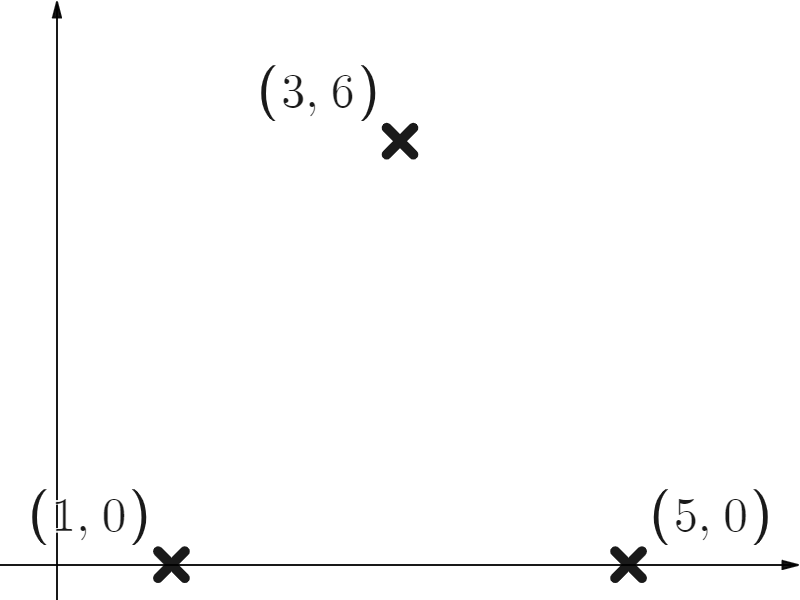 (3, 6)
(1, 0)
(5, 0)